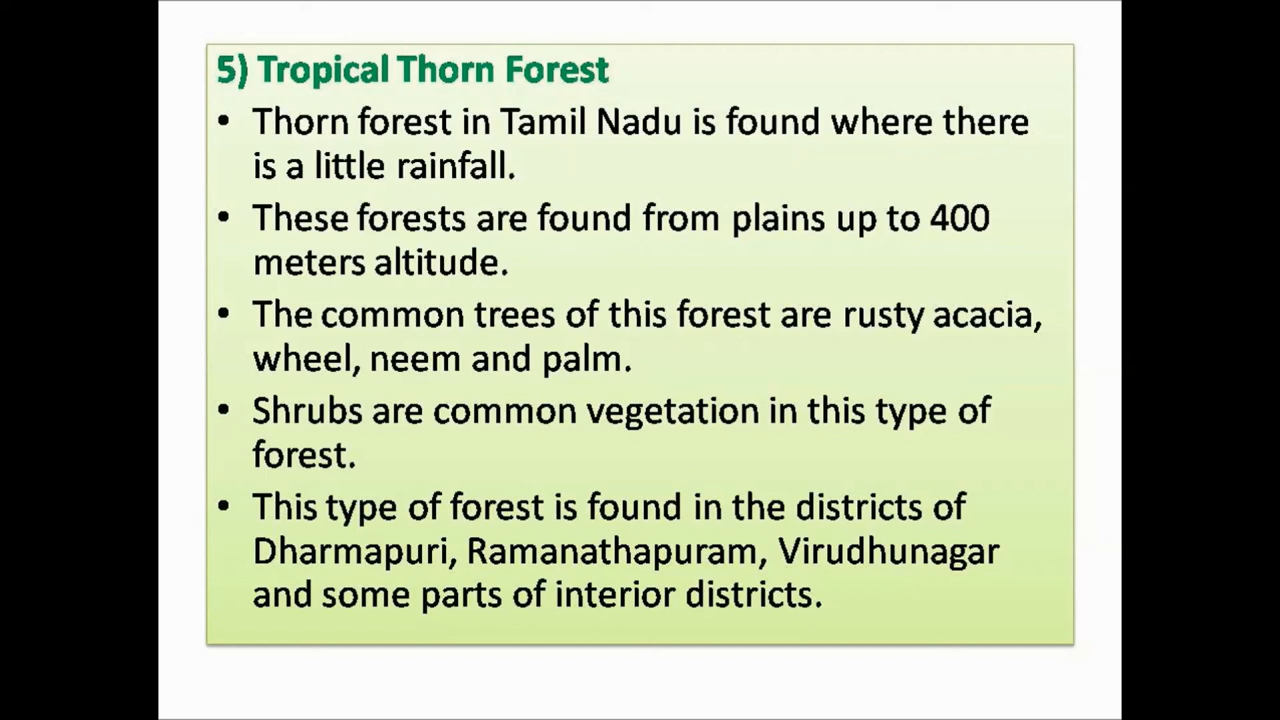 5) Tropical Thorn Forest
• Thorn forest in Tamil Nadu is found where there
is a little rainfall.
• These forests are found from plains up to 400
meters altitude.
• The common trees of this forest are rusty acacia,
wheel, neem and palm.
• Shrubs are common vegetation in this type of
forest.
• This type of forest is found in the districts of
Dharmapuri, Ramanathapuram, Virudhunagar
and some parts of interior districts.